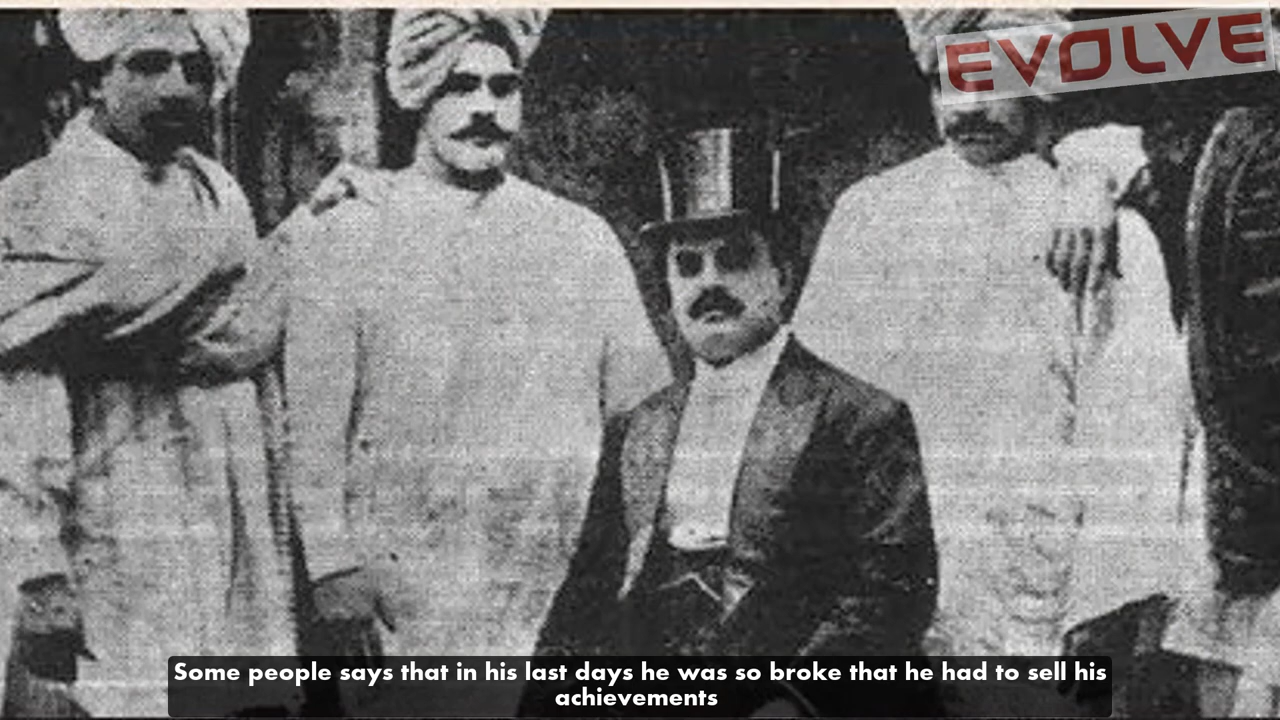 EVOLVE
Some people says that in his last days he was so broke that he had to sell his
achievements